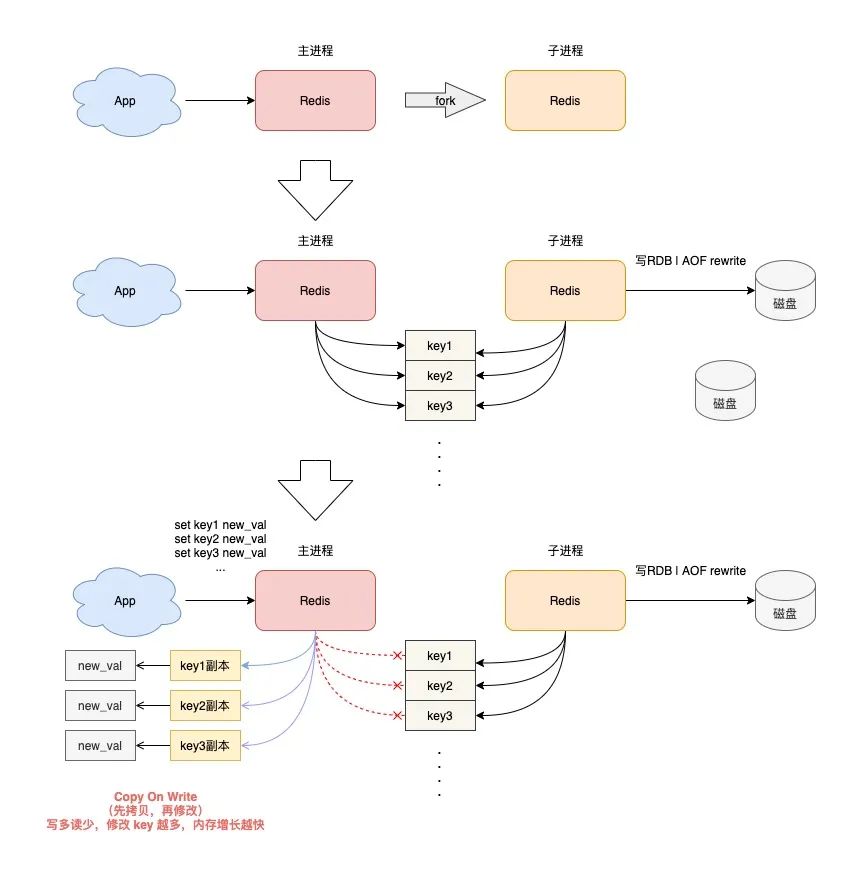 主进程
子进程
App
Redis
fork
Redis
主进程
子进程
App
Redis
Redis
写RDB | AOF rewrite
磁盘
key1
key2
key3
磁盘
set key1 new_val
set key2 new_val
set key3 new_val
...
主进程
子进程
App
Redis
Redis
写RDB | AOF rewrite
磁盘
new_val
key1副本
key1
new_val
key2副本
key2
new_val
key3副本
key3
Copy On Write
（先拷贝，再修改）
写多读少，修改 key 越多，内存增长越快